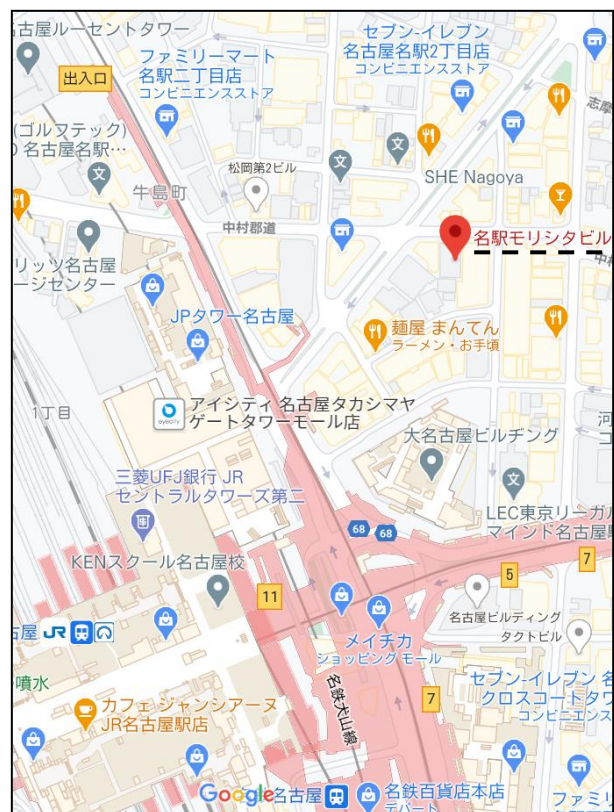 古屋ルーセントタワー
出入口
ファミリーマート
名駅二丁目店
コンビニエンスストア
セブン-イレブン
名古屋名駅2丁目店
コンビニエンスストア
志摩
(ゴルフテック)
名古屋名駅…
牛島町
松岡第2ビル
SHE Nagoya
中村郡道
名駅モリシタビル
中村
リッツ名古屋
ージセンター
JPタワー名古屋
麺屋 まんてん
ラーメン・お手頃
1丁目
eyecity
アイシティ 名古屋タカシマヤ
ゲートタワーモール店
大名古屋ビルヂング
河
三菱UFJ銀行 JR
セントラルタワーズ第二
LEC東京リーガル
マインド名古屋駅
68
68
KENスクール名古屋校
7
5
11
名古屋ビルディング
タクトビル
古屋 JR
メイチカ
ショッピング モール
噴水
カフェ ジャンシアーヌ
JR名古屋駅店
名鉄犬山線
7
セブン-イレブン 名
クロスコートタワ
コンビニエンス
Google
名古屋
名鉄百貨店本店
デパート
ファミ